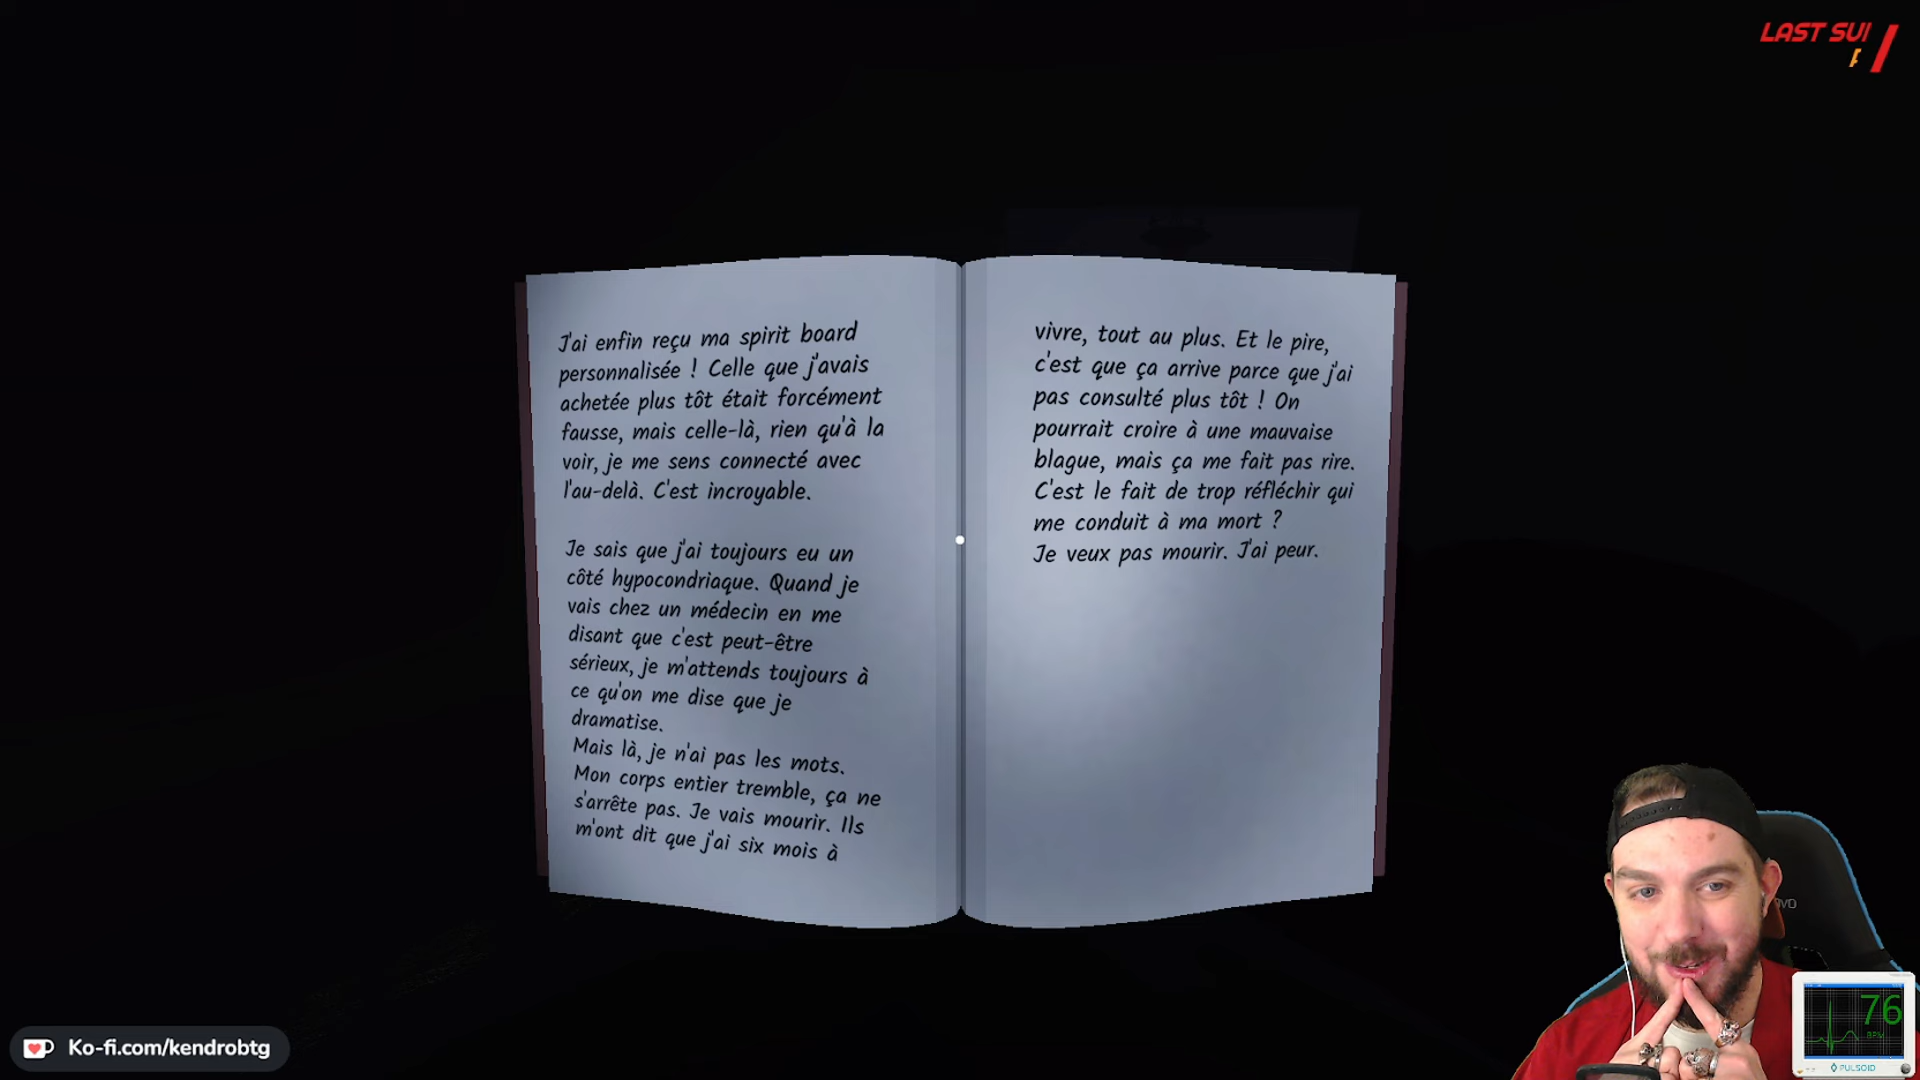 LAST SUI
J'ai enfin reçu ma spirit board
personnalisée ! Celle que j'avais
achetée plus tôt était forcément
fausse, mais celle-là, rien qu'à la
voir, je me sens connecté avec
l'au-delà. C'est incroyable.
Je sais que j'ai toujours eu un
côté hypocondriaque. Quand je
vais chez un médecin en me
disant que c'est peut-être
sérieux, je m'attends toujours à
ce qu'on me dise que je
dramatise.
Mais là, je n'ai pas les mots.
Mon corps entier tremble, ça ne
s'arrête pas. Je vais mourir. Ils
m'ont dit que j'ai six mois à
vivre, tout au plus. Et le pire,
c'est que ça arrive parce que j'ai
pas consulté plus tôt ! On
pourrait croire à une mauvaise
blague, mais ça me fait pas rire.
C'est le fait de trop réfléchir qui
me conduit à ma mort ?
Je veux pas mourir. J'ai peur.
76
BPM
PULSOID
Ko-fi.com/kendrobtg